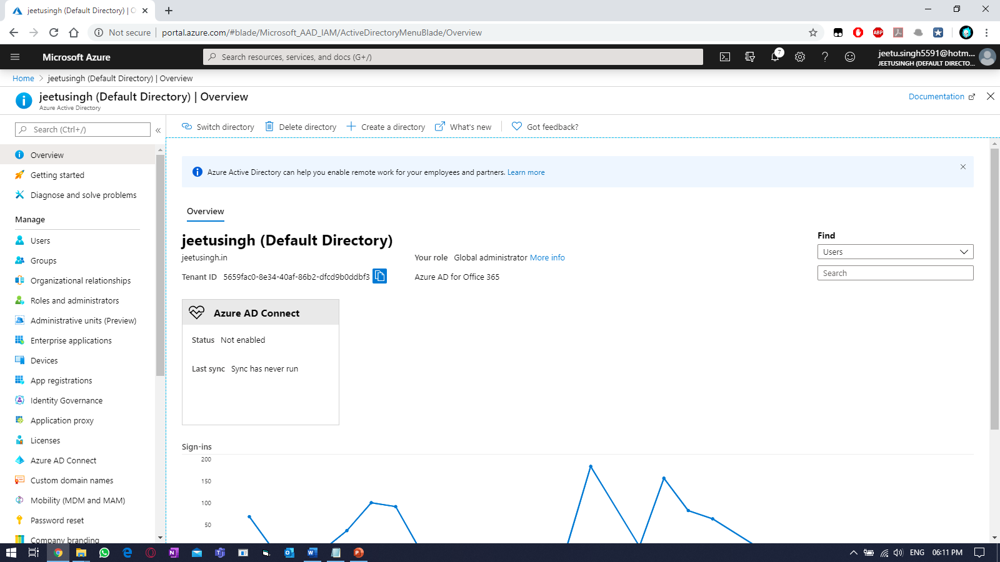 jeetusingh (Default Directory) | O
Not secure | portal.azure.com/#blade/Microsoft_AAD_IAM/ActiveDirectoryMenuBlade/Overview
ABP
Microsoft Azure
Search resources, services, and docs (G+/)
7
jeetu.singh5591@hotm...
JEETUSINGH (DEFAULT DIRECTO...
Home > jeetusingh (Default Directory) | Overview
jeetusingh (Default Directory) | Overview
Azure Active Directory
Documentation
Search (Ctrl+/)
Switch directory
Delete directory
Create a directory
What's new
Got feedback?
Overview
Getting started
Diagnose and solve problems
Manage
Users
Groups
Organizational relationships
Roles and administrators
Administrative units (Preview)
Enterprise applications
Devices
App registrations
Identity Governance
Application proxy
Licenses
Azure AD Connect
Custom domain names
Mobility (MDM and MAM)
Password reset
Company branding
Azure Active Directory can help you enable remote work for your employees and partners. Learn more
Overview
jeetusingh (Default Directory)
jeetusingh.in
Your role Global administrator More info
Tenant ID 5659fac0-8e34-40af-86b2-dfcd9b0ddbf3
Azure AD for Office 365
Find
Users
Search
Azure AD Connect
Status Not enabled
Last sync Sync has never run
Sign-ins
200
150
100
50
ENG 06:11 PM